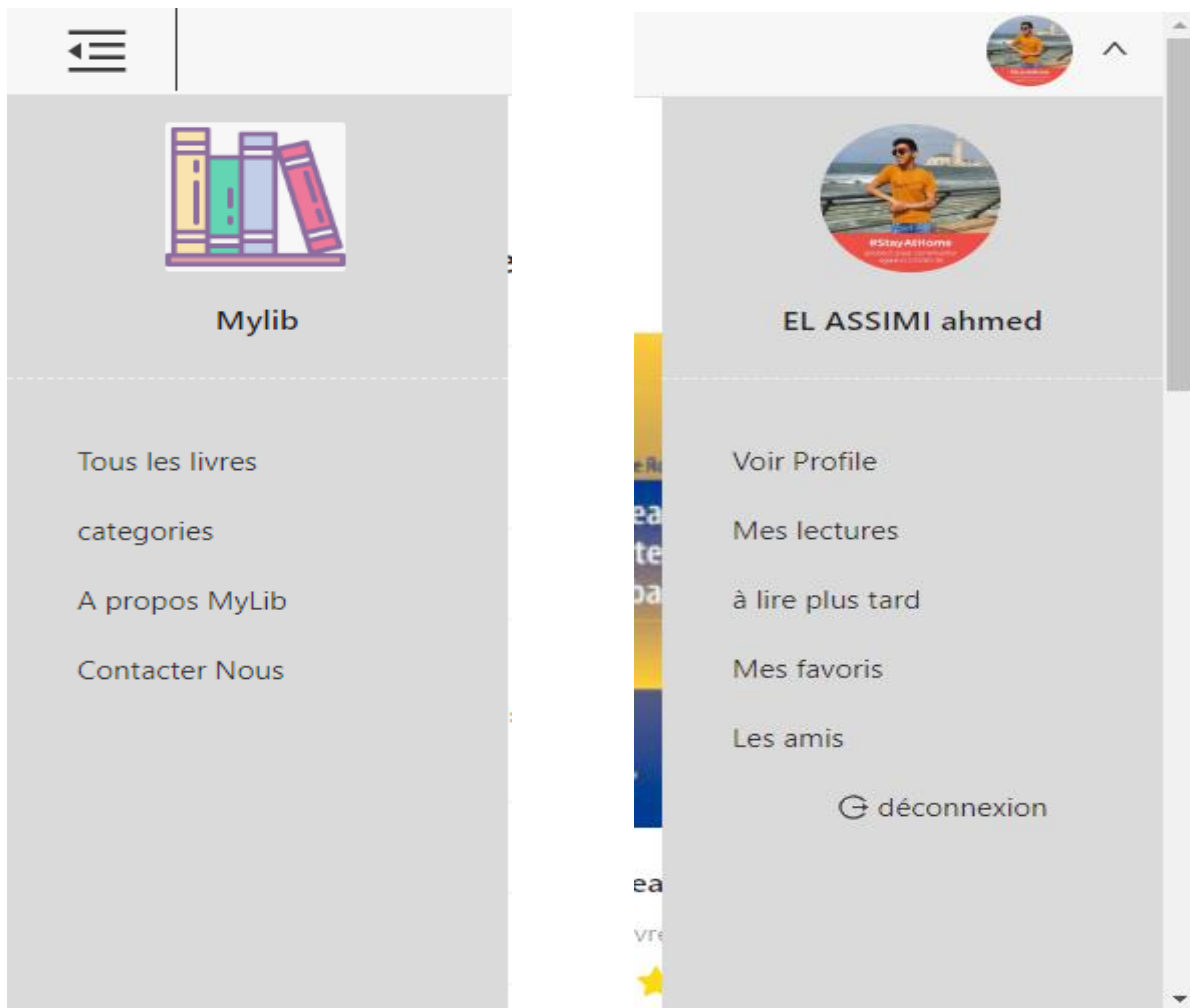 Mylib
Tous les livres
categories
A propos MyLib
Contacter Nous
#StayAtHome
EL ASSIMI ahmed
Voir Profile
Mes lectures
à lire plus tard
Mes favoris
Les amis
déconnexion